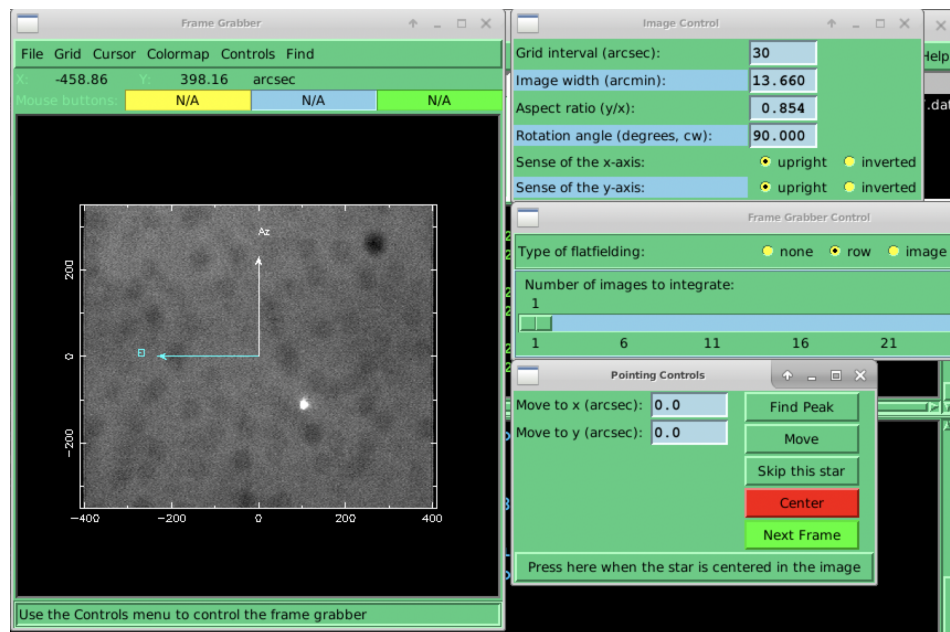 Frame Grabber
File Grid Cursor Colormap Controls Find
X: -458.86 Y: 398.16 arcsec
Mouse buttons: N/A N/A N/A
Az
El
200
0
-200
-400 -200 0 200 400
Use the Controls menu to control the frame grabber
Image Control
Grid interval (arcsec): 30
Image width (arcmin): 13.660
Aspect ratio (y/x): 0.854
Rotation angle (degrees, cw): 90.000
Sense of the x-axis: upright inverted
Sense of the y-axis: upright inverted
Help
.dat
Frame Grabber Control
Type of flatfielding: none row image
Number of images to integrate:
1
1 6 11 16 21
Pointing Controls
Move to x (arcsec): 0.0 Find Peak
Move to y (arcsec): 0.0 Move
Skip this star
Center
Next Frame
Press here when the star is centered in the image